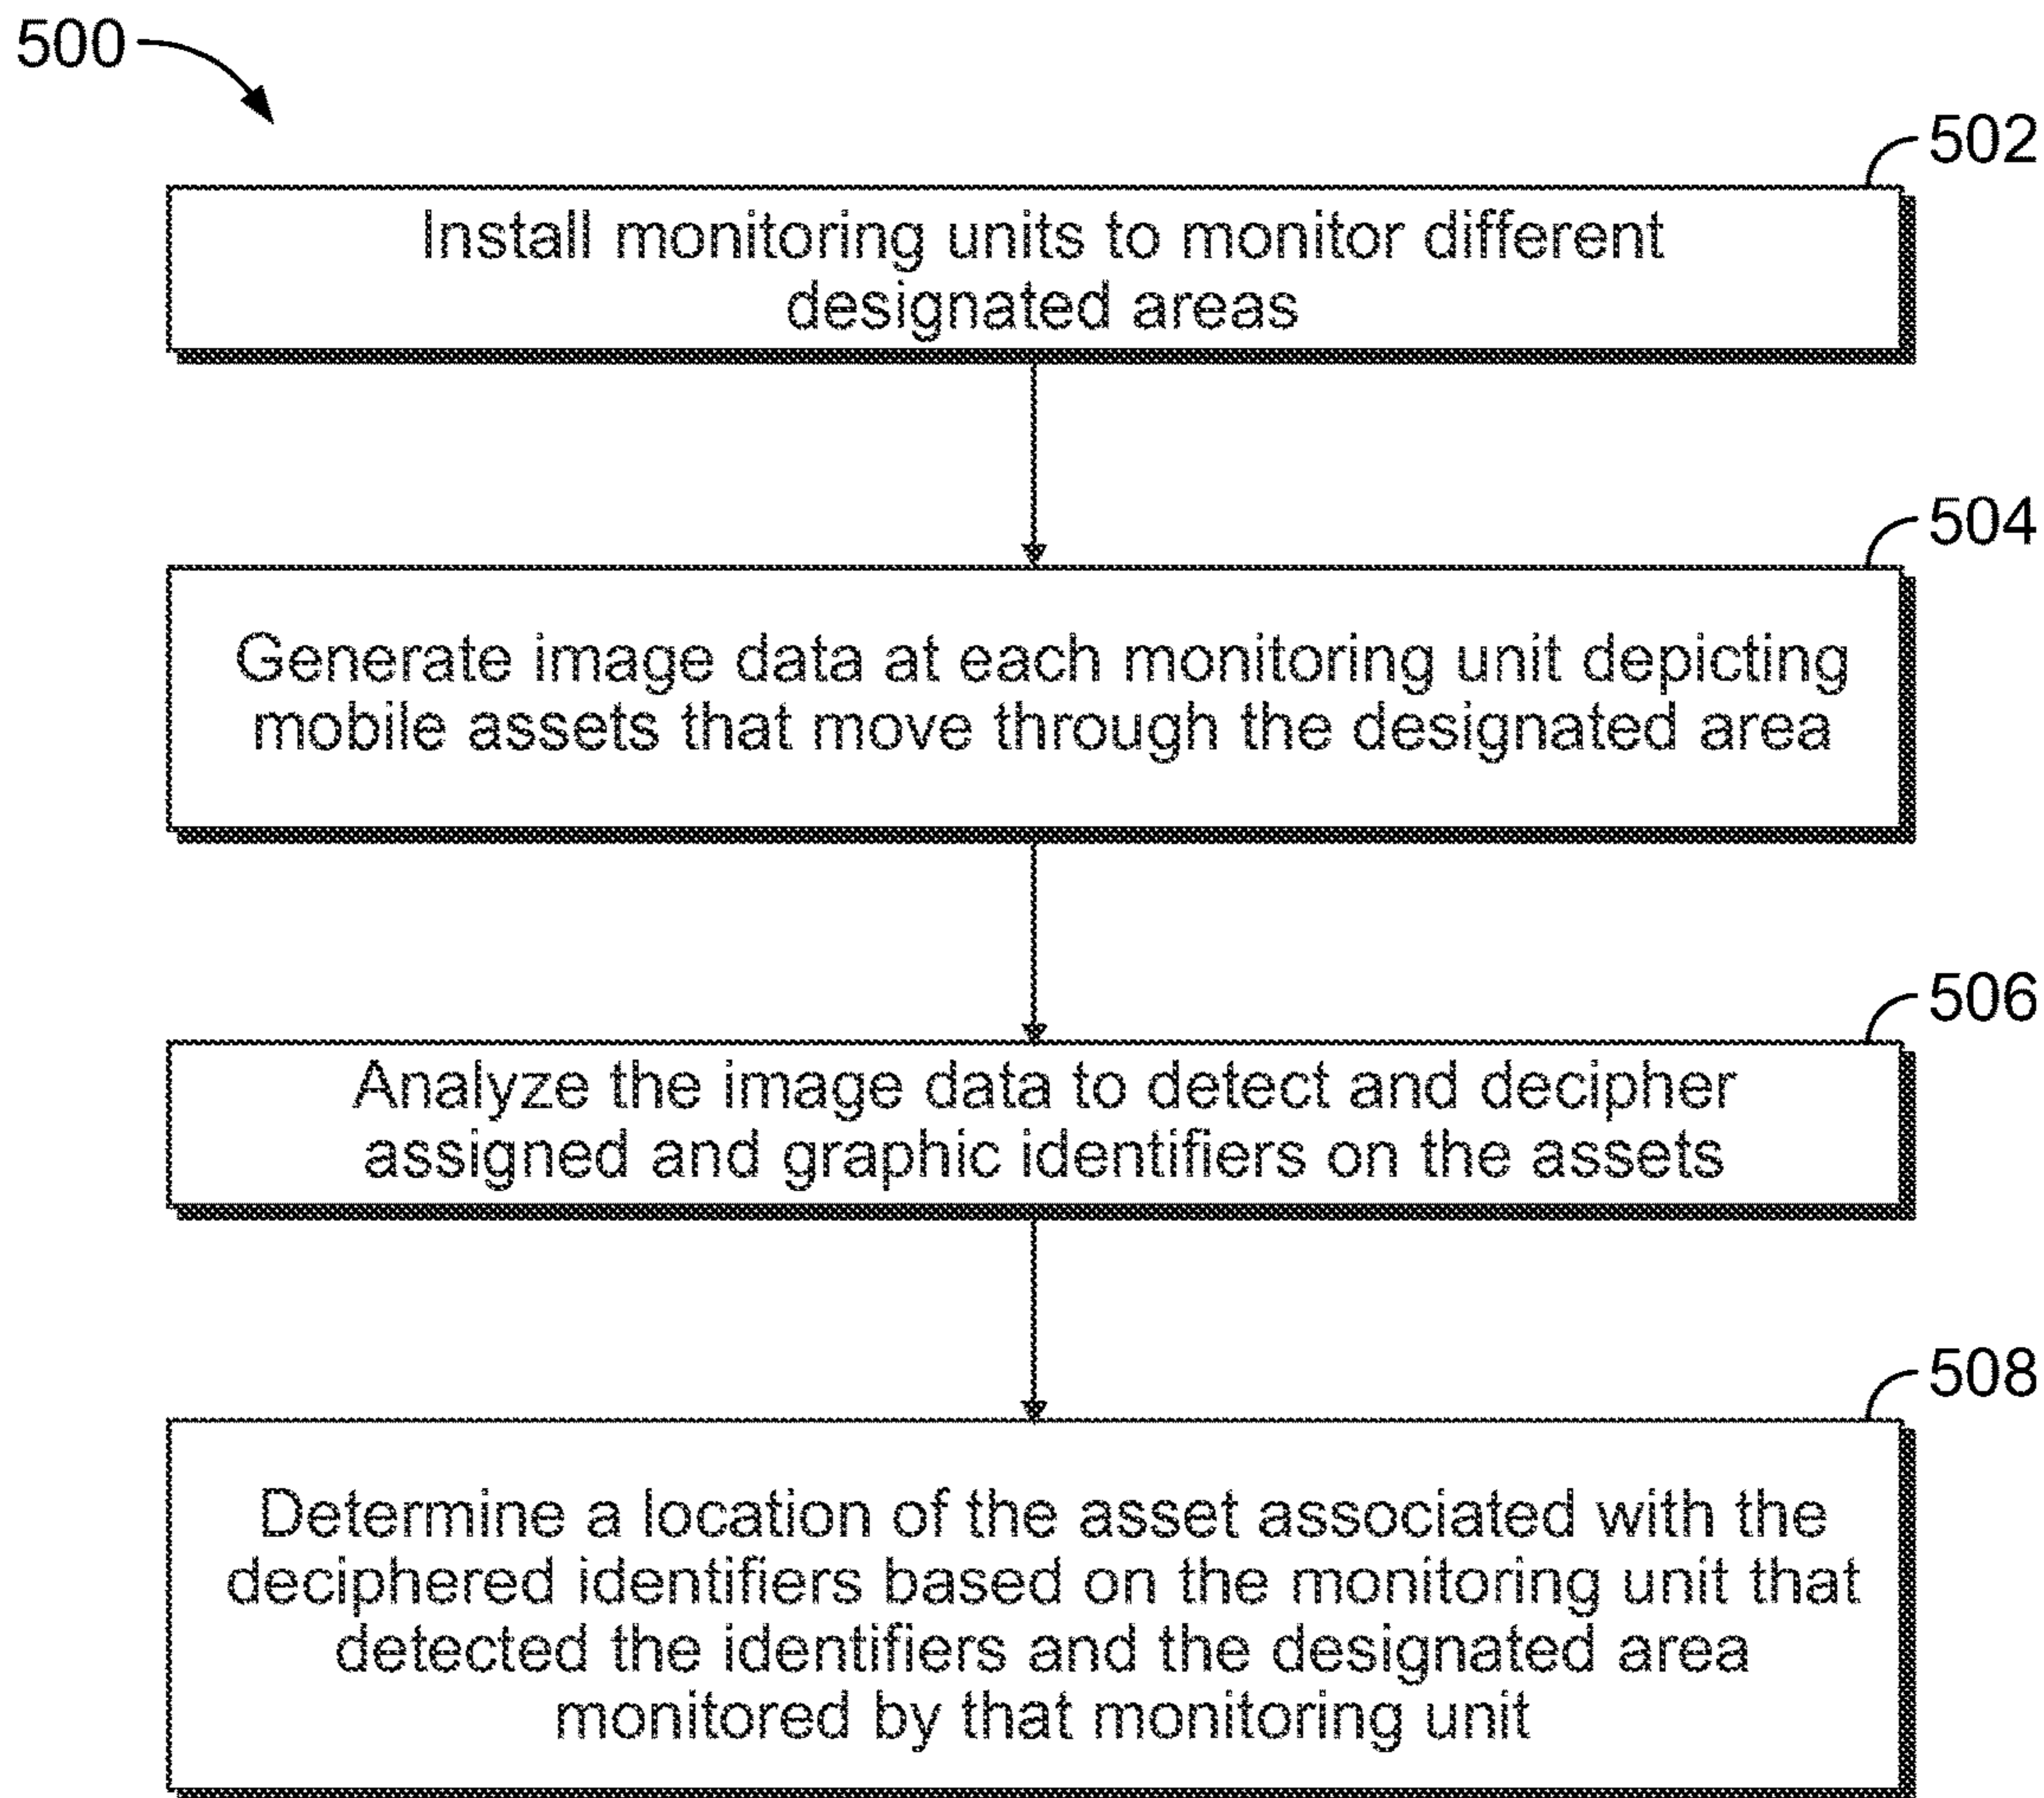 500
502
Install monitoring units to monitor different
designated areas
504
Generate image data at each monitoring unit depicting
mobile assets that move through the designated area
506
Analyze the image data to detect and decipher
assigned and graphic identifiers on the assets
508
Determine a location of the asset associated with the
deciphered identifiers based on the monitoring unit that
detected the identifiers and the designated area
monitored by that monitoring unit